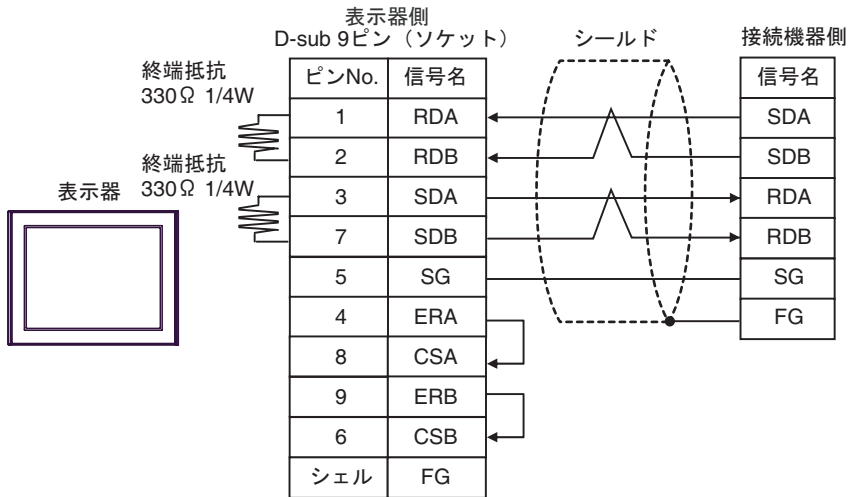 表示器側
D-sub 9ピン（ソケット）
シールド
接続機器側
終端抵抗
330Ω 1/4W
終端抵抗
330Ω 1/4W
表示器
ピンNo. 信号名
1 RDA
2 RDB
3 SDA
7 SDB
5 SG
4 ERA
8 CSA
9 ERB
6 CSB
シェル FG
信号名
SDA
SDB
RDA
RDB
SG
FG